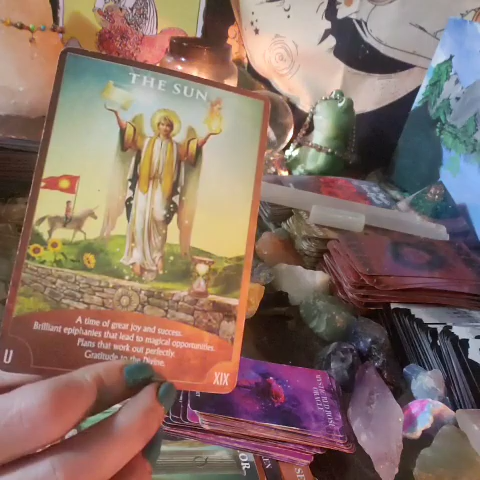 THE SUN
A time of great joy and success.
Brilliant epiphanies that lead to magical opportunities.
Plans that work out perfectly.
Gratitude to the Divine.
U
XIX